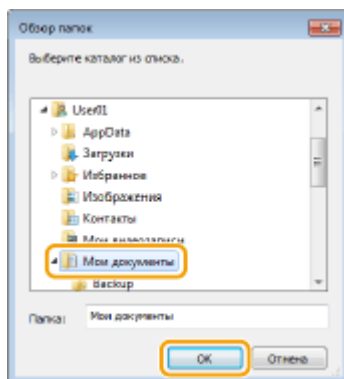 Обзор папок
Выберите каталог из списка.
User01
AppData
Загрузки
Избранное
Изображения
Контакты
Мои видеозаписи
Мои документы
Backup
Папка:
Мои документы
OK
Отмена